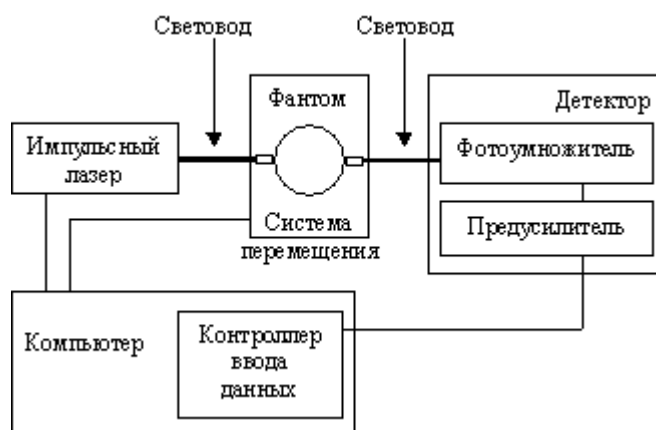 Световод
Световод
Фантом
Детектор
Импульсный
лазер
Фотоумножитель
Система
перемещения
Предусилитель
Компьютер
Контроллер
ввода
данных